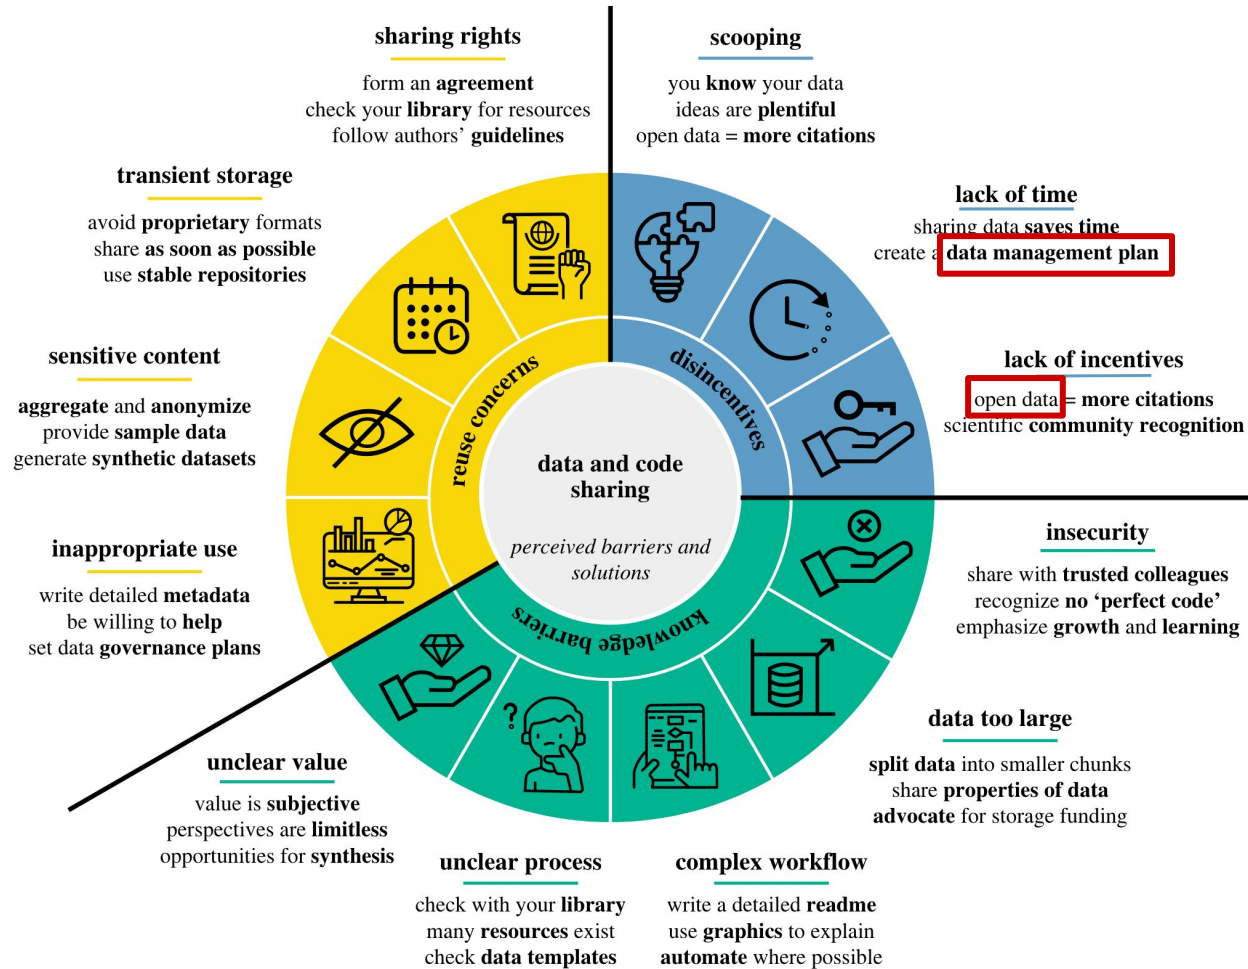 sharing rights
form an agreement
check your library for resources
follow authors' guidelines
scooping
you know your data
ideas are plentiful
open data = more citations
transient storage
avoid proprietary formats
share as soon as possible
use stable repositories
lack of time
sharing data saves time
create a data management plan
sensitive content
aggregate and anonymize
provide sample data
generate synthetic datasets
lack of incentives
open data = more citations
scientific community recognition
reuse concerns
disincentives
data and code
sharing
perceived barriers and
solutions
knowledge barriers
inappropriate use
write detailed metadata
be willing to help
set data governance plans
insecurity
share with trusted colleagues
recognize no ‘perfect code’
emphasize growth and learning
data too large
split data into smaller chunks
share properties of data
advocate for storage funding
unclear value
value is subjective
perspectives are limitless
opportunities for synthesis
unclear process
check with your library
many resources exist
check data templates
complex workflow
write a detailed readme
use graphics to explain
automate where possible
?